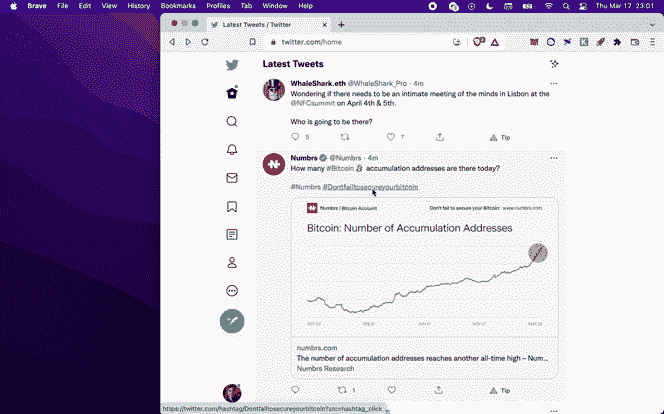 Brave File Edit View History Bookmarks Profiles Tab Window Help Thu Mar 17 23:01
Latest Tweets / Twitter
twitter.com/home
Latest Tweets
WhaleShark.eth @WhaleShark_Pro · 4m
Wondering if there needs to be an intimate meeting of the minds in Lisbon at the
@NFCsummit on April 4th & 5th.
Who is going to be there?
5 7 Tip
Numbrs @Numbrs · 4m
How many #Bitcoin accumulation addresses are there today?
#Numbrs #Dontfailtosecureyourbitcoin
Numbrs | Bitcoin Account Don't fail to secure your Bitcoin: www.numbrs.com
Bitcoin: Number of Accumulation Addresses
numbrs.com
The number of accumulation addresses reaches another all-time high – Num...
Numbrs Research
1 Tip
https://twitter.com/hashtag/Dontfailtosecureyourbitcoin?src=hashtag_click